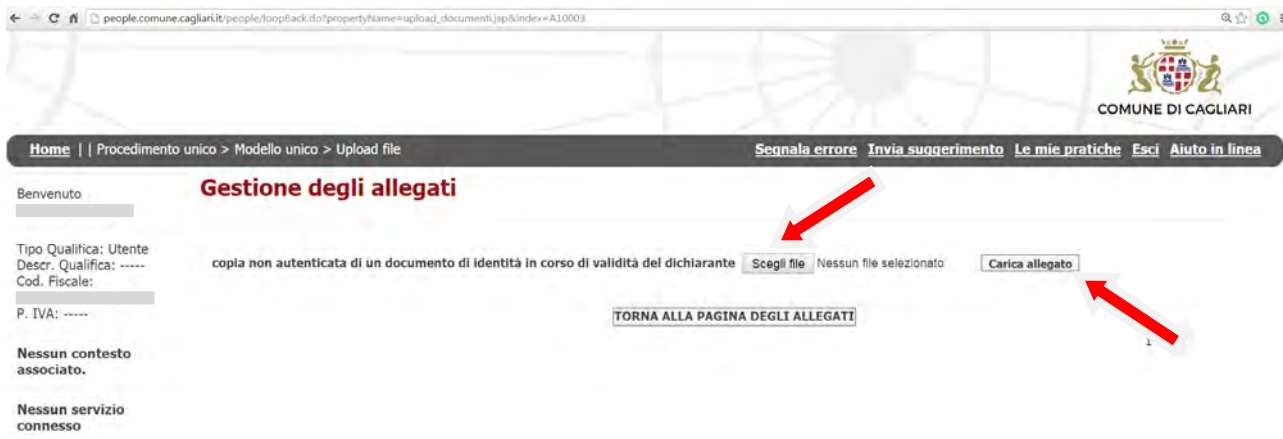 people.comune.cagliari.it/people/loopBack.do?propertyName=upload_documenti.jsp&index=A10003
COMUNE DI CAGLIARI
Home | | Procedimento unico > Modello unico > Upload file
Segnala errore Invia suggerimento Le mie pratiche Esci Aiuto in linea
Benvenuto
Gestione degli allegati
Tipo Qualifica: Utente
Descr. Qualifica: -----
Cod. Fiscale:
P. IVA: -----
Nessun contesto
associato.
Nessun servizio
connesso
copia non autenticata di un documento di identità in corso di validità del dichiarante Scegli file Nessun file selezionato Carica allegato
TORNA ALLA PAGINA DEGLI ALLEGATI
1